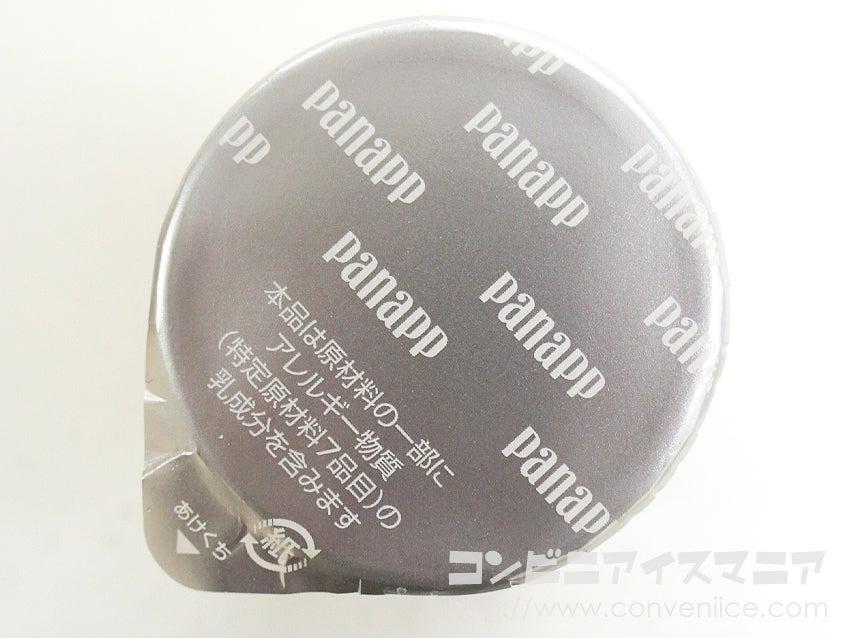 panapp
panapp
panapp
panapp
panapp
panapp
本品は原材料の一部に
アレルギー物質
(特定原材料7品目)の
乳成分を含みます
あけくち
紙
コンビニアイスマニア
//www.conveniice.com/